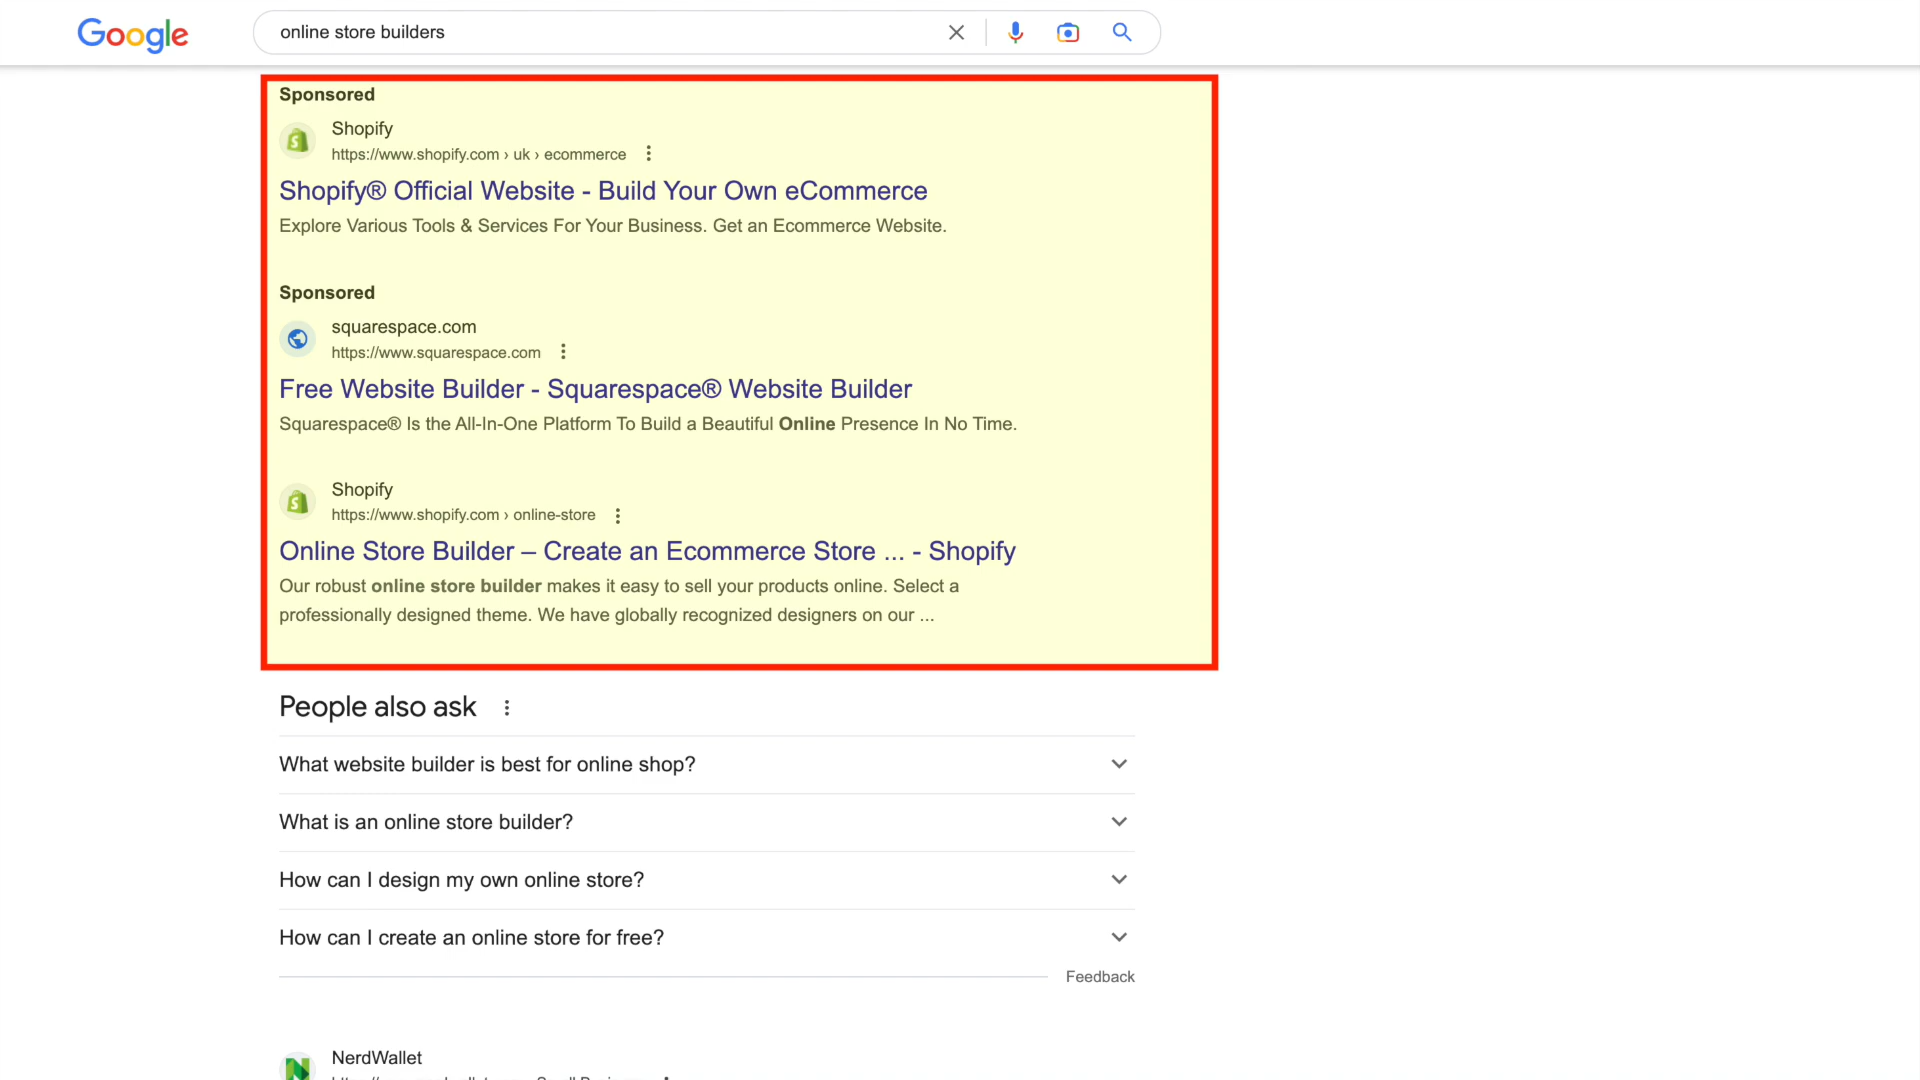 Google
online store builders
Sponsored
Shopify
https://www.shopify.com › uk › ecommerce
Shopify® Official Website - Build Your Own eCommerce
Explore Various Tools & Services For Your Business. Get an Ecommerce Website.
Sponsored
squarespace.com
https://www.squarespace.com
Free Website Builder - Squarespace® Website Builder
Squarespace® Is the All-In-One Platform To Build a Beautiful Online Presence In No Time.
Shopify
https://www.shopify.com › online-store
Online Store Builder – Create an Ecommerce Store ... - Shopify
Our robust online store builder makes it easy to sell your products online. Select a
professionally designed theme. We have globally recognized designers on our ...
People also ask
What website builder is best for online shop?
What is an online store builder?
How can I design my own online store?
How can I create an online store for free?
Feedback
NerdWallet